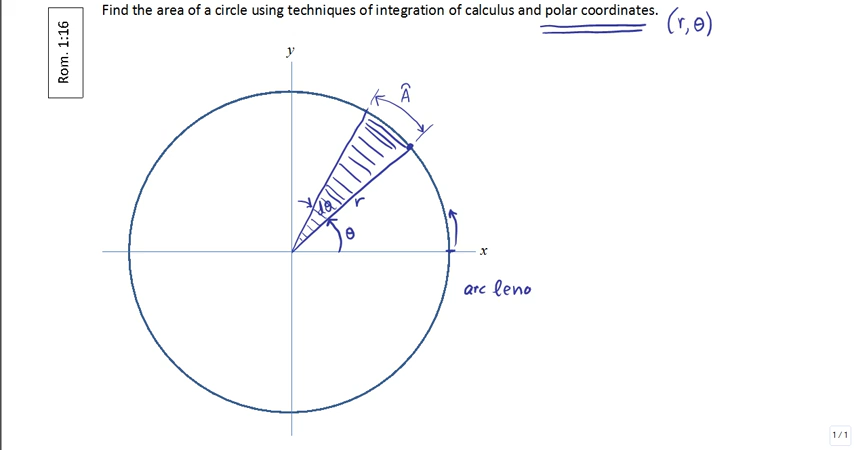 Find the area of a circle using techniques of integration of calculus and polar coordinates. (r, θ)
Rom. 1:16
y
Â
dθ
r
θ
x
arc leno
1 / 1